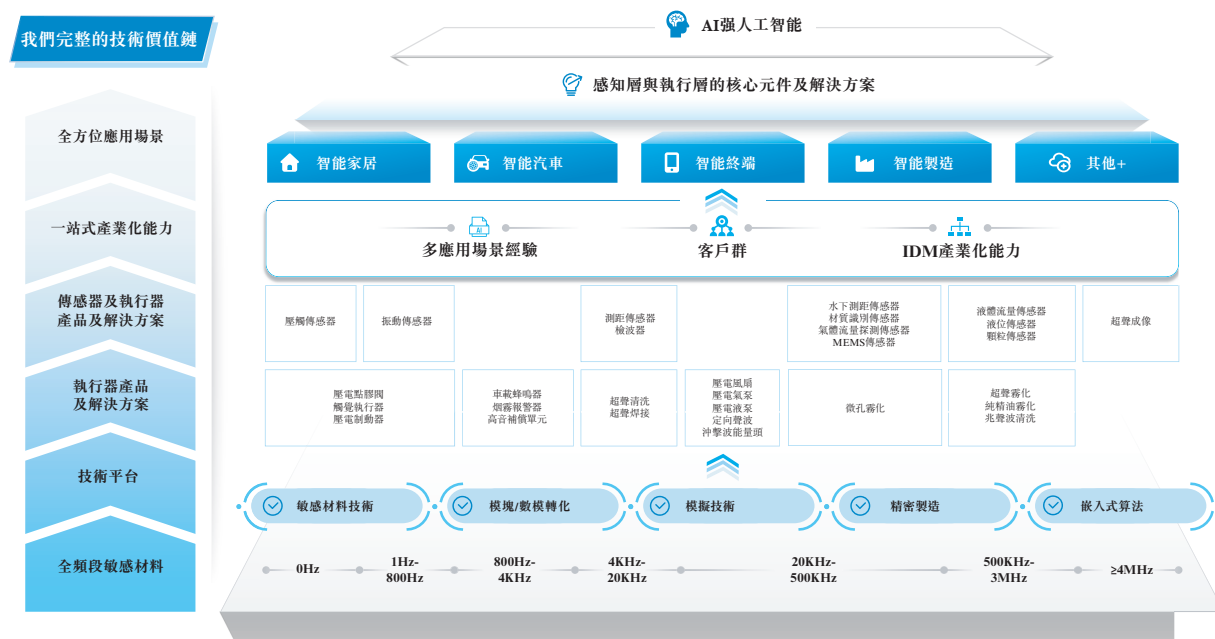 我們完整的技術價值鏈
AI强人工智能
感知層與執行層的核心元件及解決方案
全方位應用場景
智能家居
智能汽車
智能終端
智能製造
其他+
一站式產業化能力
多應用場景經驗
客戶群
IDM產業化能力
AI
傳感器及執行器
產品及解決方案
壓觸傳感器
振動傳感器
測距傳感器
檢波器
水下測距傳感器
材質識別傳感器
氣體流量探測傳感器
MEMS傳感器
液體流量傳感器
液位傳感器
顆粒傳感器
超聲成像
執行器產品
及解決方案
壓電點膠閥
觸覺執行器
壓電制動器
車載蜂鳴器
烟霧報警器
高音補償單元
超聲清洗
超聲焊接
壓電風扇
壓電氣泵
壓電液泵
定向聲波
沖擊波能量頭
微孔霧化
超聲霧化
純精油霧化
兆聲波清洗
技術平台
敏感材料技術
模塊/數模轉化
模擬技術
精密製造
嵌入式算法
全頻段敏感材料
0Hz
1Hz-
800Hz
800Hz-
4KHz
4KHz-
20KHz
20KHz-
500KHz
500KHz-
3MHz
≥4MHz